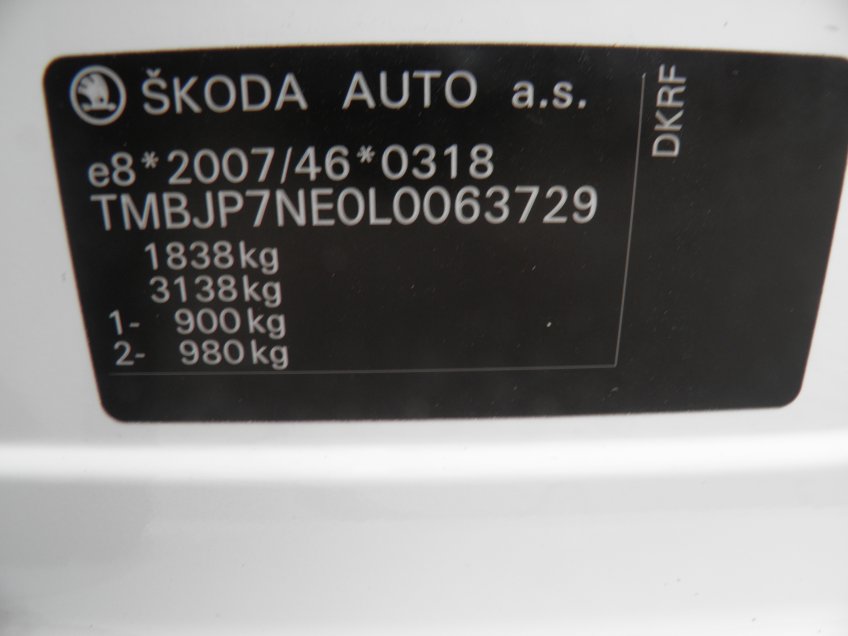 ŠKODA AUTO a.s.
e8*2007/46*0318
TMBJP7NE0L0063729
1838kg
3138kg
1- 900kg
2- 980kg
DKRF